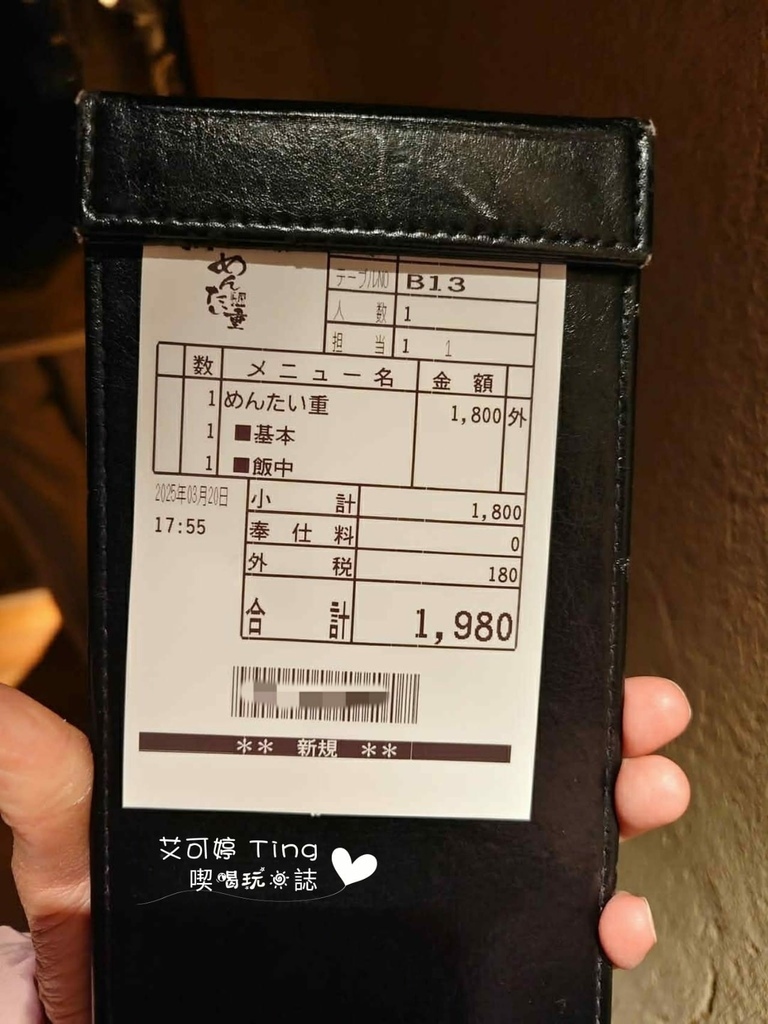 めんたい重
テーブルNO B13
人数 1
担当 1 1
数 メニュー名 金額
1 めんたい重 1,800 外
1 ■基本
1 ■飯中
2025年03月20日
17:55
小計 1,800
奉仕料 0
外税 180
合計 1,980
** 新規 **
艾可婷 Ting
喫喝玩日誌